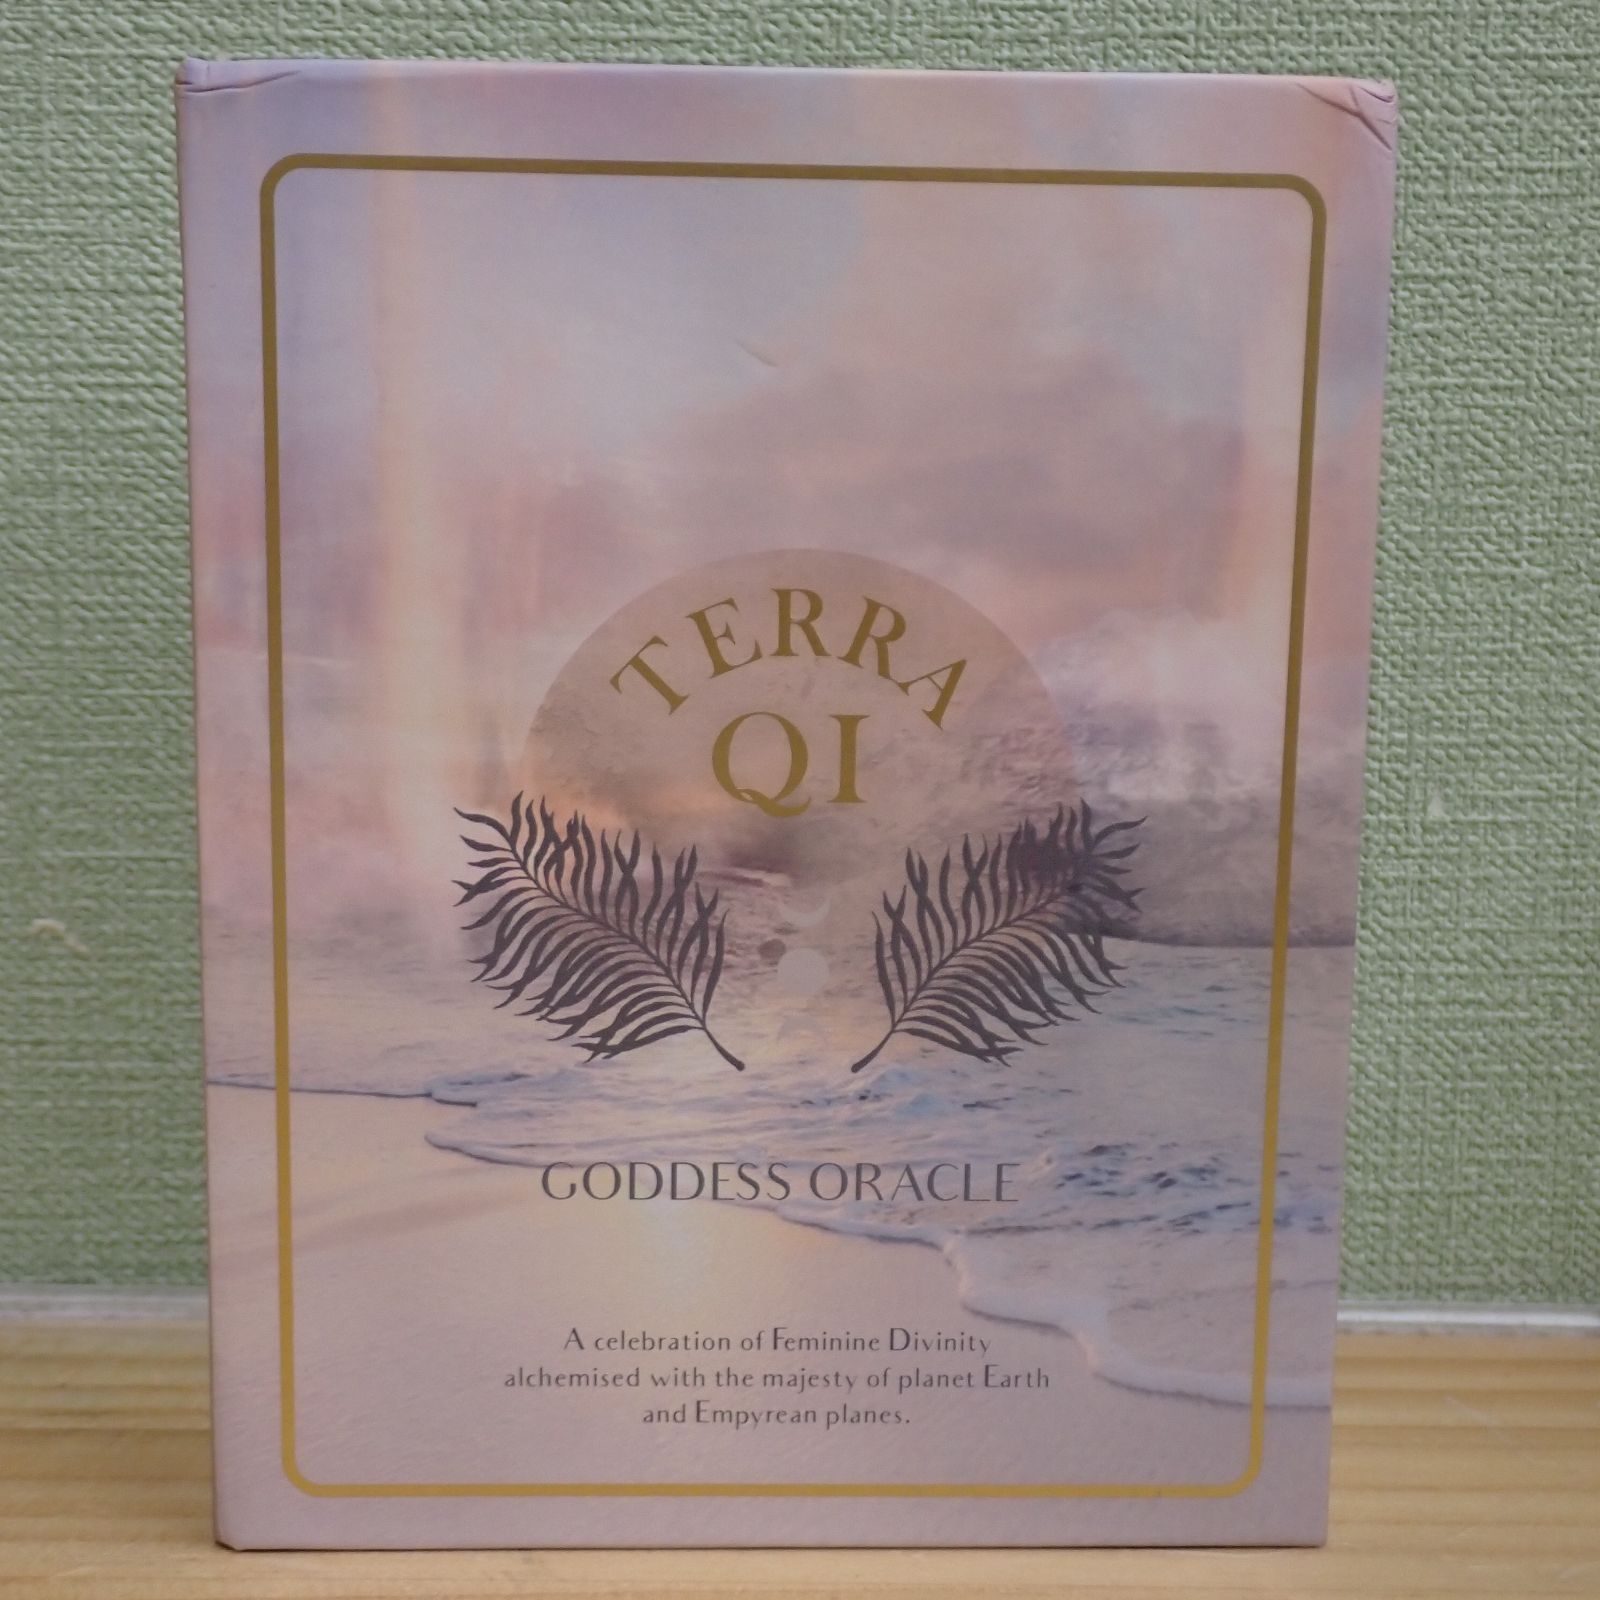 TERRA
QI
GODDESS ORACLE
A celebration of Feminine Divinity
alchemised with the majesty of planet Earth
and Empyrean planes.